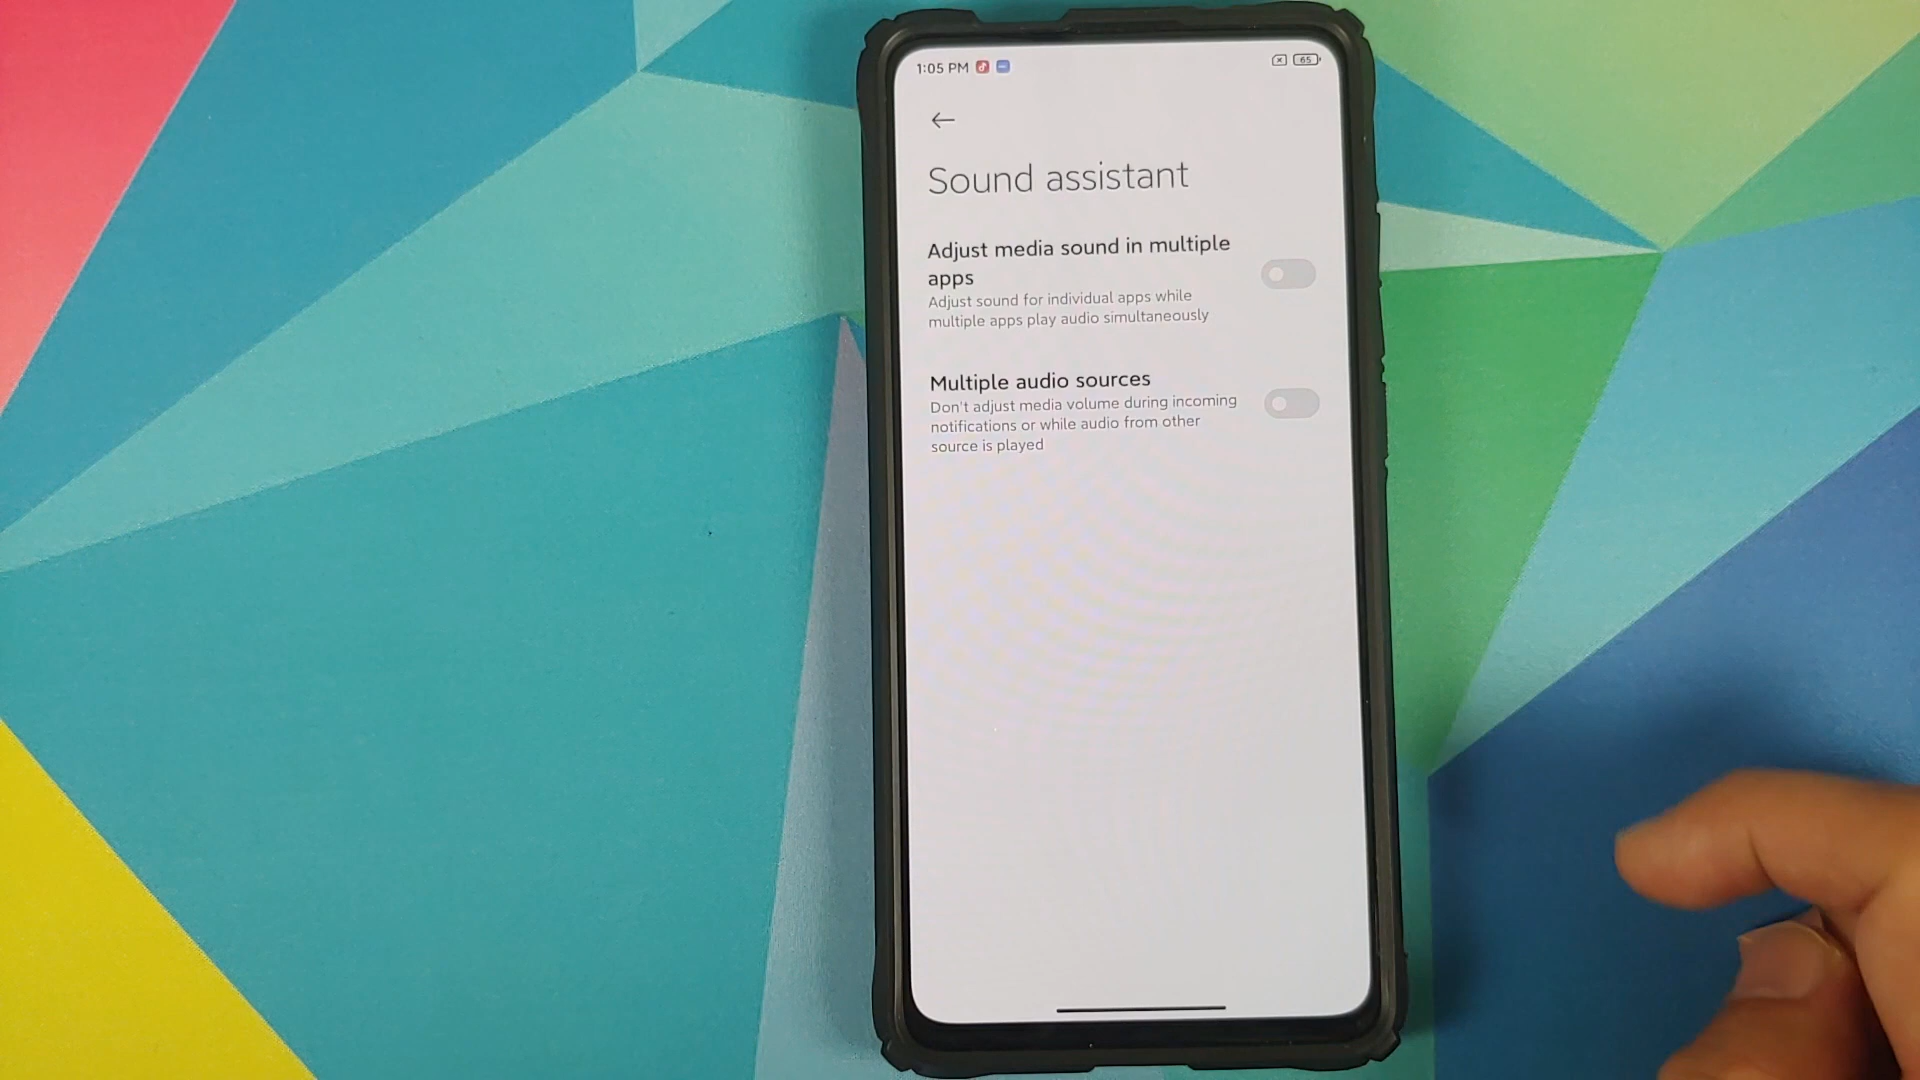 1:05 PM
65
Sound assistant
Adjust media sound in multiple
apps
Adjust sound for individual apps while
multiple apps play audio simultaneously
Multiple audio sources
Don't adjust media volume during incoming
notifications or while audio from other
source is played